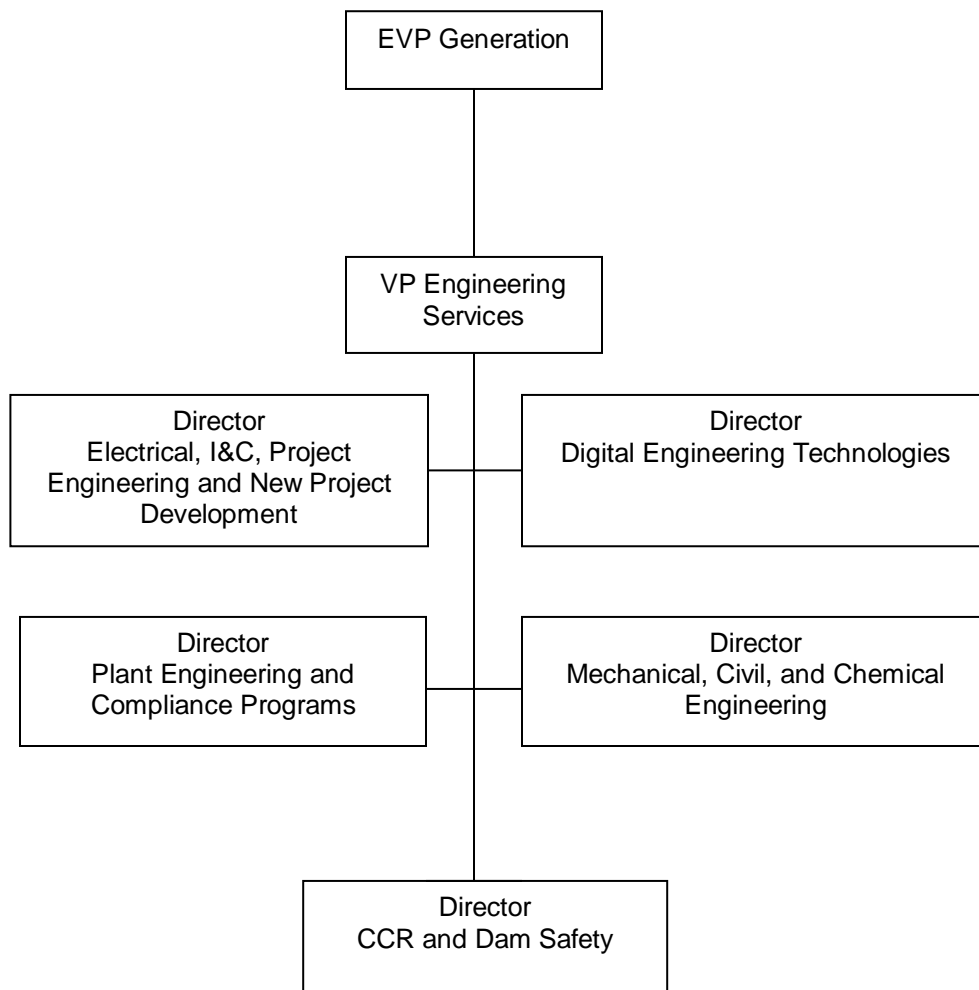 EVP Generation
VP Engineering
Services
Director
Electrical, I&C, Project
Engineering and New Project
Development
Director
Digital Engineering Technologies
Director
Plant Engineering and
Compliance Programs
Director
Mechanical, Civil, and Chemical
Engineering
Director
CCR and Dam Safety